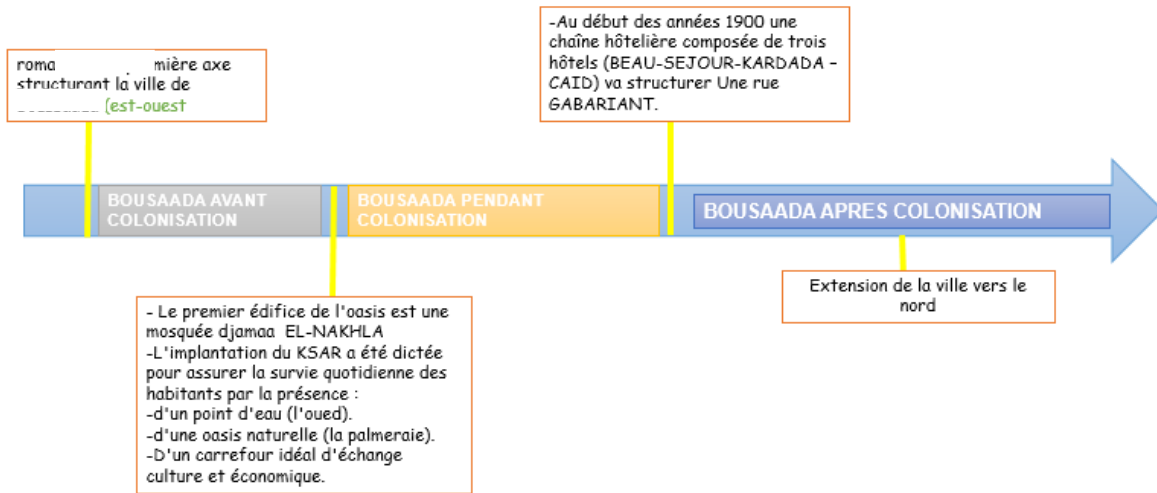 roma mière axe
structurant la ville de
(est-ouest
-Au début des années 1900 une
chaîne hôtelière composée de trois
hôtels (BEAU-SEJOUR-KARDADA –
CAID) va structurer Une rue
GABARIANT.
BOUSAADA AVANT
COLONISATION
BOUSAADA PENDANT
COLONISATION
BOUSAADA APRES COLONISATION
- Le premier édifice de l'oasis est une
mosquée djamaa EL-NAKHLA
-L'implantation du KSAR a été dictée
pour assurer la survie quotidienne des
habitants par la présence :
-d'un point d'eau (l'oued).
-d'une oasis naturelle (la palmeraie).
-D'un carrefour idéal d'échange
culture et économique.
Extension de la ville vers le
nord